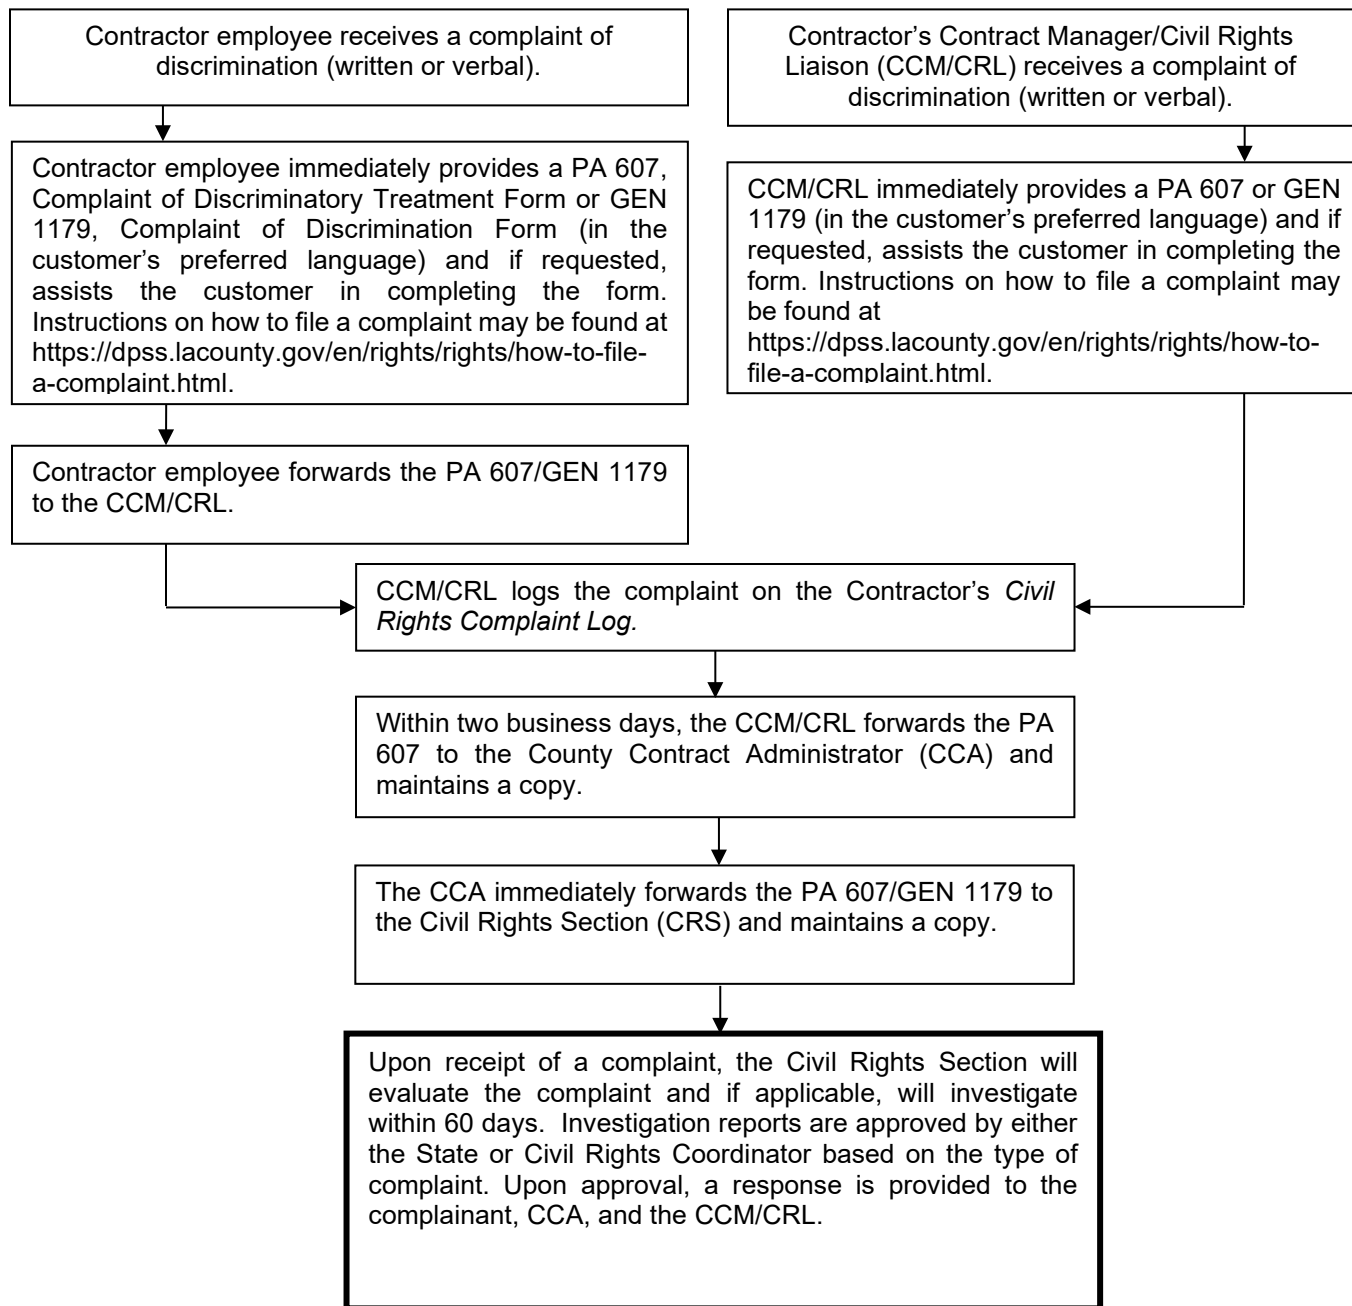 Contractor employee receives a complaint of
discrimination (written or verbal).
Contractor's Contract Manager/Civil Rights
Liaison (CCM/CRL) receives a complaint of
discrimination (written or verbal).
Contractor employee immediately provides a PA 607,
Complaint of Discriminatory Treatment Form or GEN
1179, Complaint of Discrimination Form (in the
customer's preferred language) and if requested,
assists the customer in completing the form.
Instructions on how to file a complaint may be found at
https://dpss.lacounty.gov/en/rights/rights/how-to-file-
a-complaint.html.
CCM/CRL immediately provides a PA 607 or GEN
1179 (in the customer's preferred language) and if
requested, assists the customer in completing the
form. Instructions on how to file a complaint may
be found at
https://dpss.lacounty.gov/en/rights/rights/how-to-
file-a-complaint.html.
Contractor employee forwards the PA 607/GEN 1179
to the CCM/CRL.
CCM/CRL logs the complaint on the Contractor's Civil
Rights Complaint Log.
Within two business days, the CCM/CRL forwards the PA
607 to the County Contract Administrator (CCA) and
maintains a copy.
The CCA immediately forwards the PA 607/GEN 1179 to
the Civil Rights Section (CRS) and maintains a copy.
Upon receipt of a complaint, the Civil Rights Section will
evaluate the complaint and if applicable, will investigate
within 60 days.  Investigation reports are approved by either
the State or Civil Rights Coordinator based on the type of
complaint. Upon approval, a response is provided to the
complainant, CCA, and the CCM/CRL.